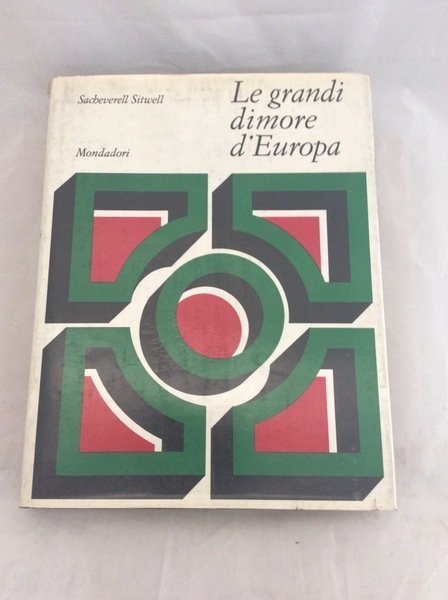 Sacheverell Sitwell
Le grandi
dimore
d'Europa
Mondadori